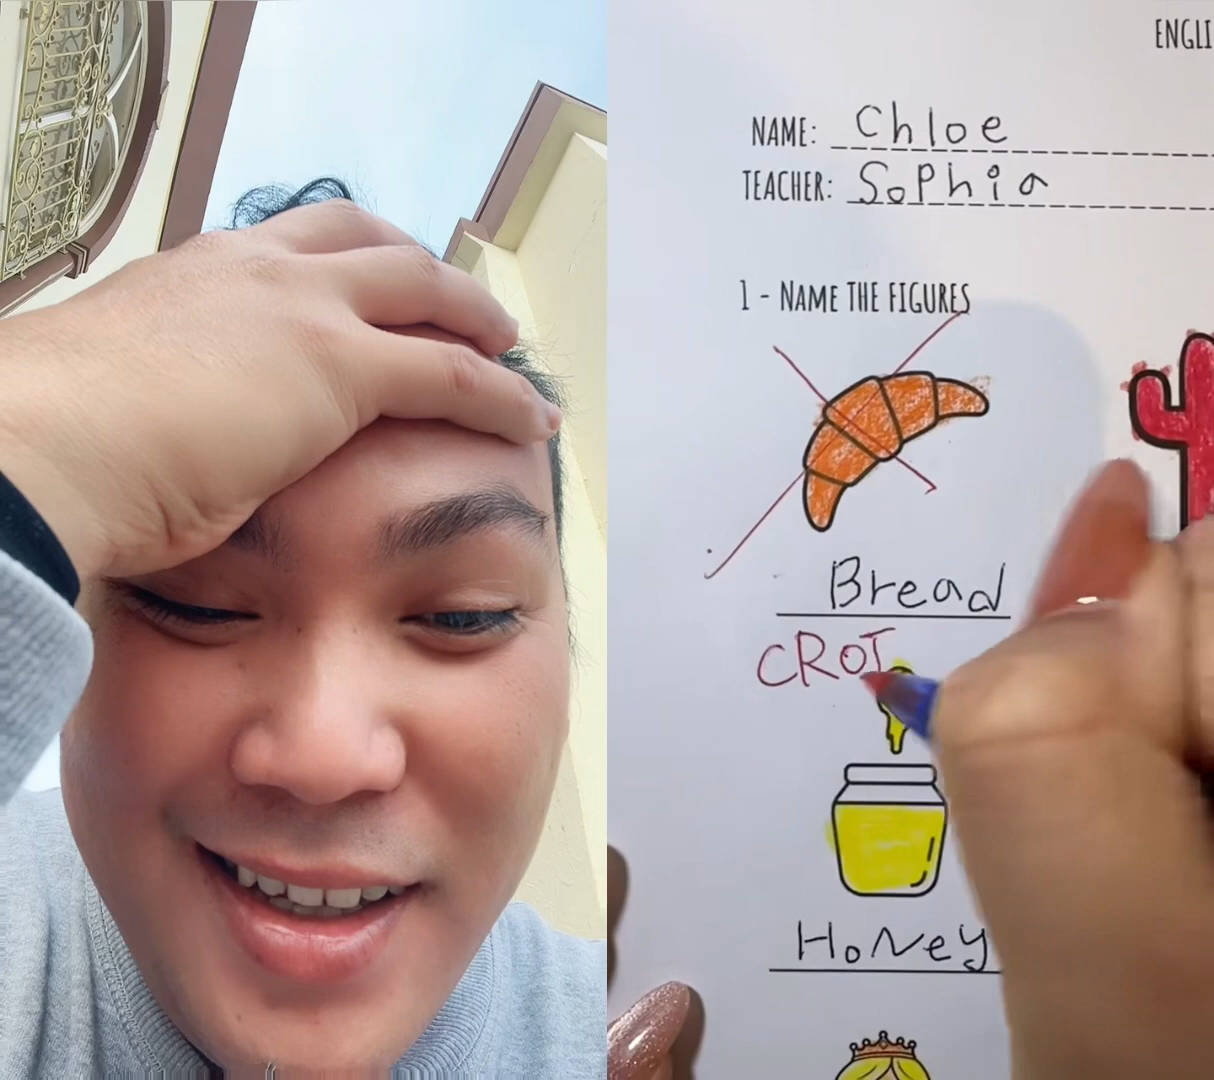 ENGLI
NAME: Chloe
TEACHER: Sophia
1 - NAME THE FIGURES
Bread
CROI
Honey